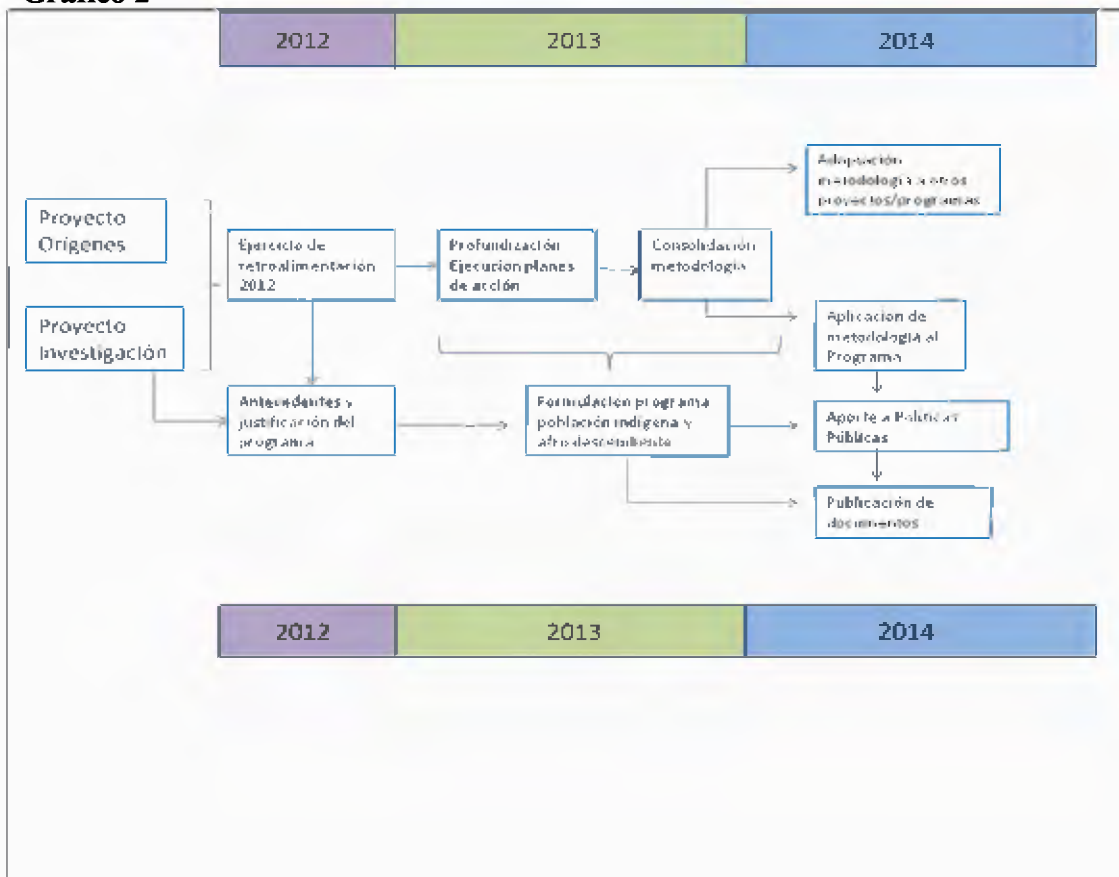 Gráfico 2
2012
2013
2014
Proyecto
Orígenes
Proyecto
Investigación
Ejercicio de
retroalimentación
2012
Profundización
Ejecución planes
de acción
Consolidación
metodología
Adaptación
metodología a otros
proyectos/programas
Aplicación de
metodología al
Programa
Antecedentes y
justificación del
programa
Formulación programa
población indígena y
afrodescendiente
Aporte a Políticas
Públicas
Publicación de
documentos
2012
2013
2014